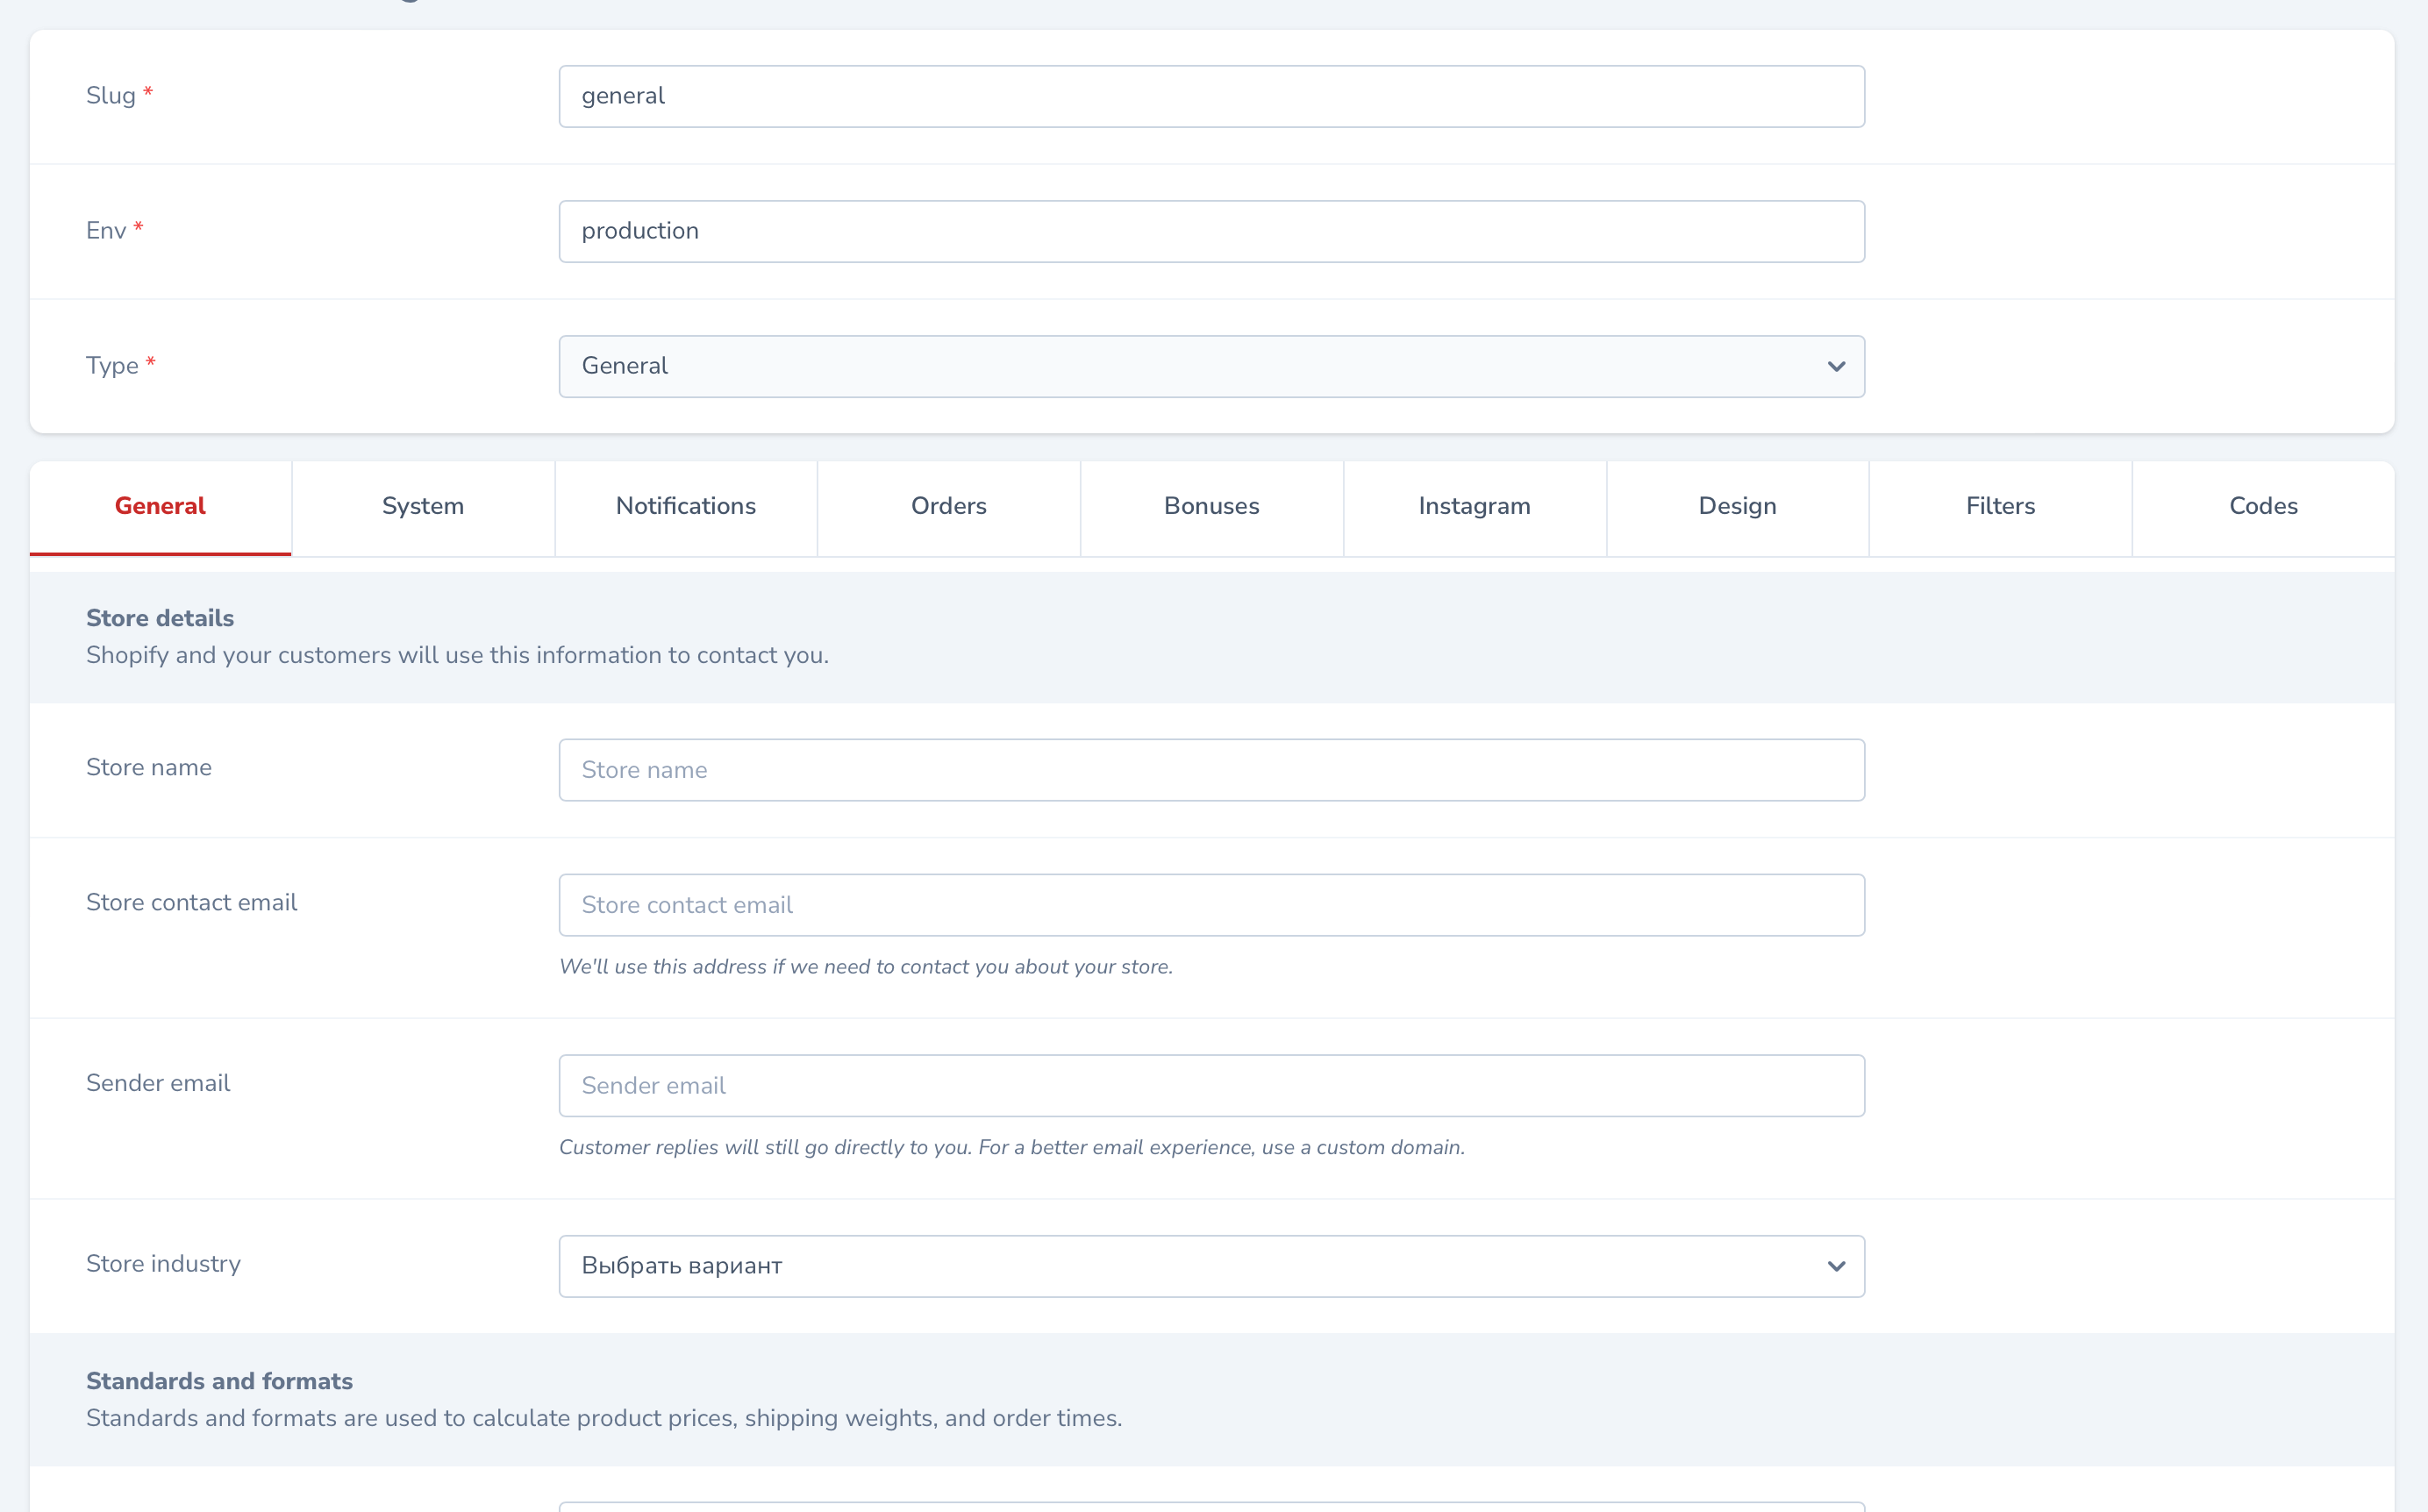 Slug *
general
Env *
production
Type *
General
General
System
Notifications
Orders
Bonuses
Instagram
Design
Filters
Codes
Store details
Shopify and your customers will use this information to contact you.
Store name
Store name
Store contact email
Store contact email
We'll use this address if we need to contact you about your store.
Sender email
Sender email
Customer replies will still go directly to you. For a better email experience, use a custom domain.
Store industry
Выбрать вариант
Standards and formats
Standards and formats are used to calculate product prices, shipping weights, and order times.